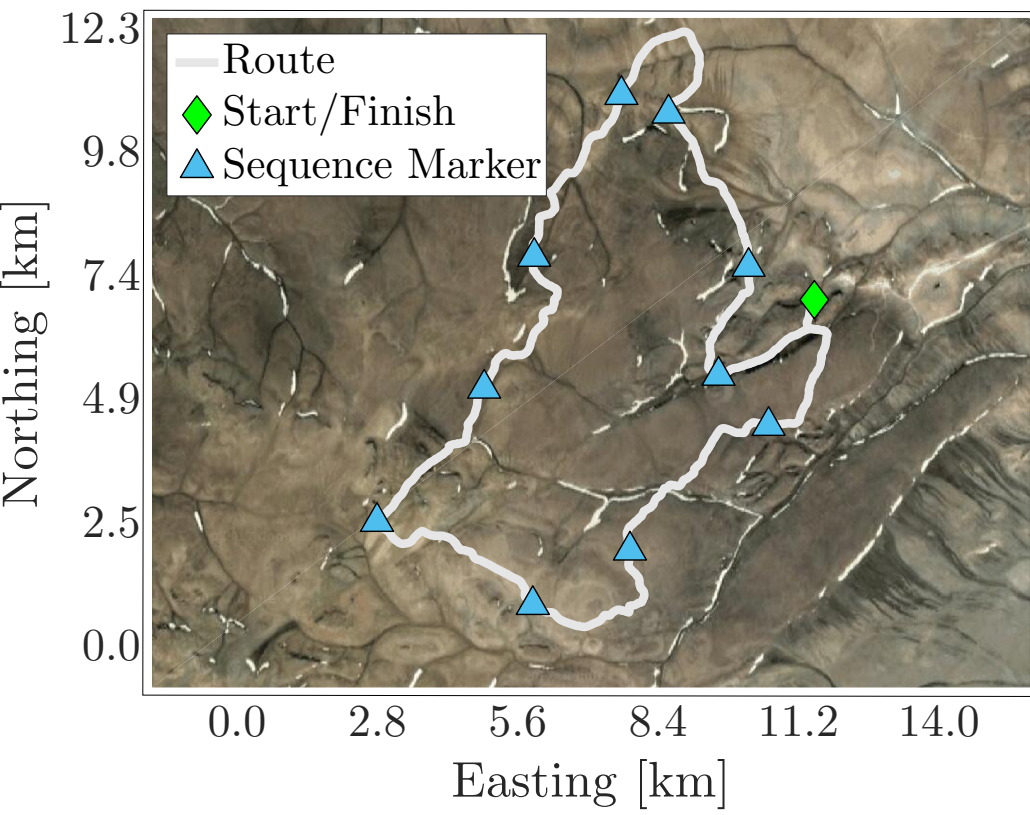 12.3
9.8
7.4
4.9
2.5
0.0
Northing [km]
Route
Start/Finish
Sequence Marker
0.0 2.8 5.6 8.4 11.2 14.0
Easting [km]